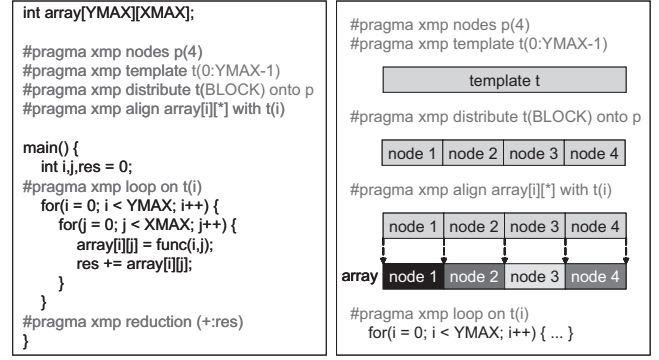 int array[YMAX][XMAX];
#pragma xmp nodes p(4)
#pragma xmp template t(0:YMAX-1)
#pragma xmp distribute t(BLOCK) onto p
#pragma xmp align array[i][*] with t(i)
main() {
int i,j,res = 0;
#pragma xmp loop on t(i)
for(i = 0; i < YMAX; i++) {
for(j = 0; j < XMAX; j++) {
array[i][j] = func(i,j);
res += array[i][j];
}
}
#pragma xmp reduction (+:res)
}
#pragma xmp nodes p(4)
#pragma xmp template t(0:YMAX-1)
template t
#pragma xmp distribute t(BLOCK) onto p
node 1 node 2 node 3 node 4
#pragma xmp align array[i][*] with t(i)
node 1 node 2 node 3 node 4
array node 1 node 2 node 3 node 4
#pragma xmp loop on t(i)
for(i = 0; i < YMAX; i++) { ... }